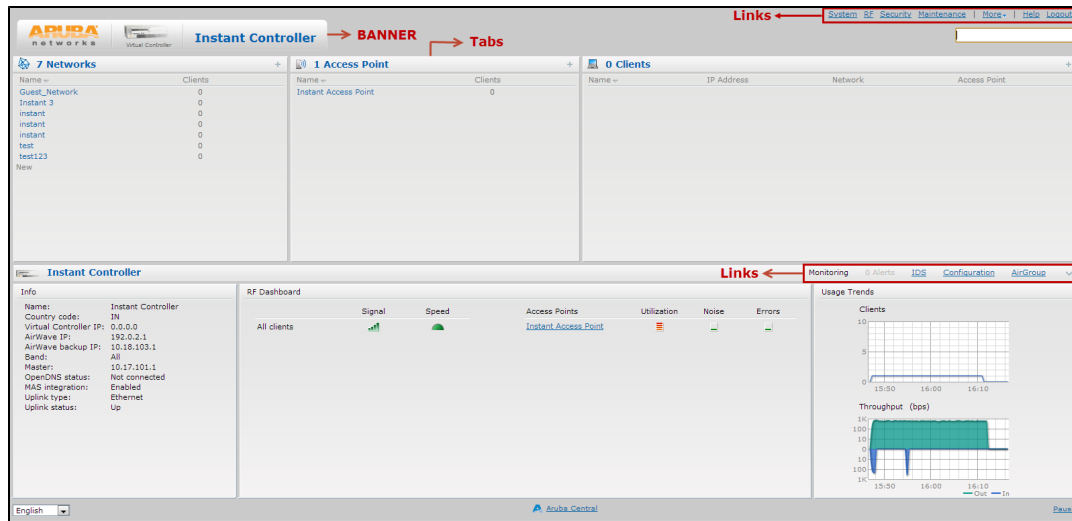 Links
System RF Security Maintenance | More | Help Logout
ARUBA networks
Virtual Controller
Instant Controller
BANNER
Tabs
7 Networks +
Name Clients
Guest_Network 0
Instant 3 0
instant 0
instant 0
instant 0
test 0
test123 0
New
1 Access Point +
Name Clients
Instant Access Point 0
0 Clients +
Name IP Address Network Access Point
Instant Controller
Links
Monitoring 0 Alerts IDS Configuration AirGroup
Info
Name: Instant Controller
Country code: IN
Virtual Controller IP: 0.0.0.0
AirWave IP: 192.0.2.1
AirWave backup IP: 10.18.103.1
Band: All
Master: 10.17.101.1
OpenDNS status: Not connected
MAS integration: Enabled
Uplink type: Ethernet
Uplink status: Up
RF Dashboard
Signal Speed
All clients
Access Points Utilization Noise Errors
Instant Access Point
Usage Trends
Clients
10
5
0
15:50 16:00 16:10
Throughput (bps)
1K
100
10
0
10
100
1K
15:50 16:00 16:10
Out In
English
Aruba Central
Paus